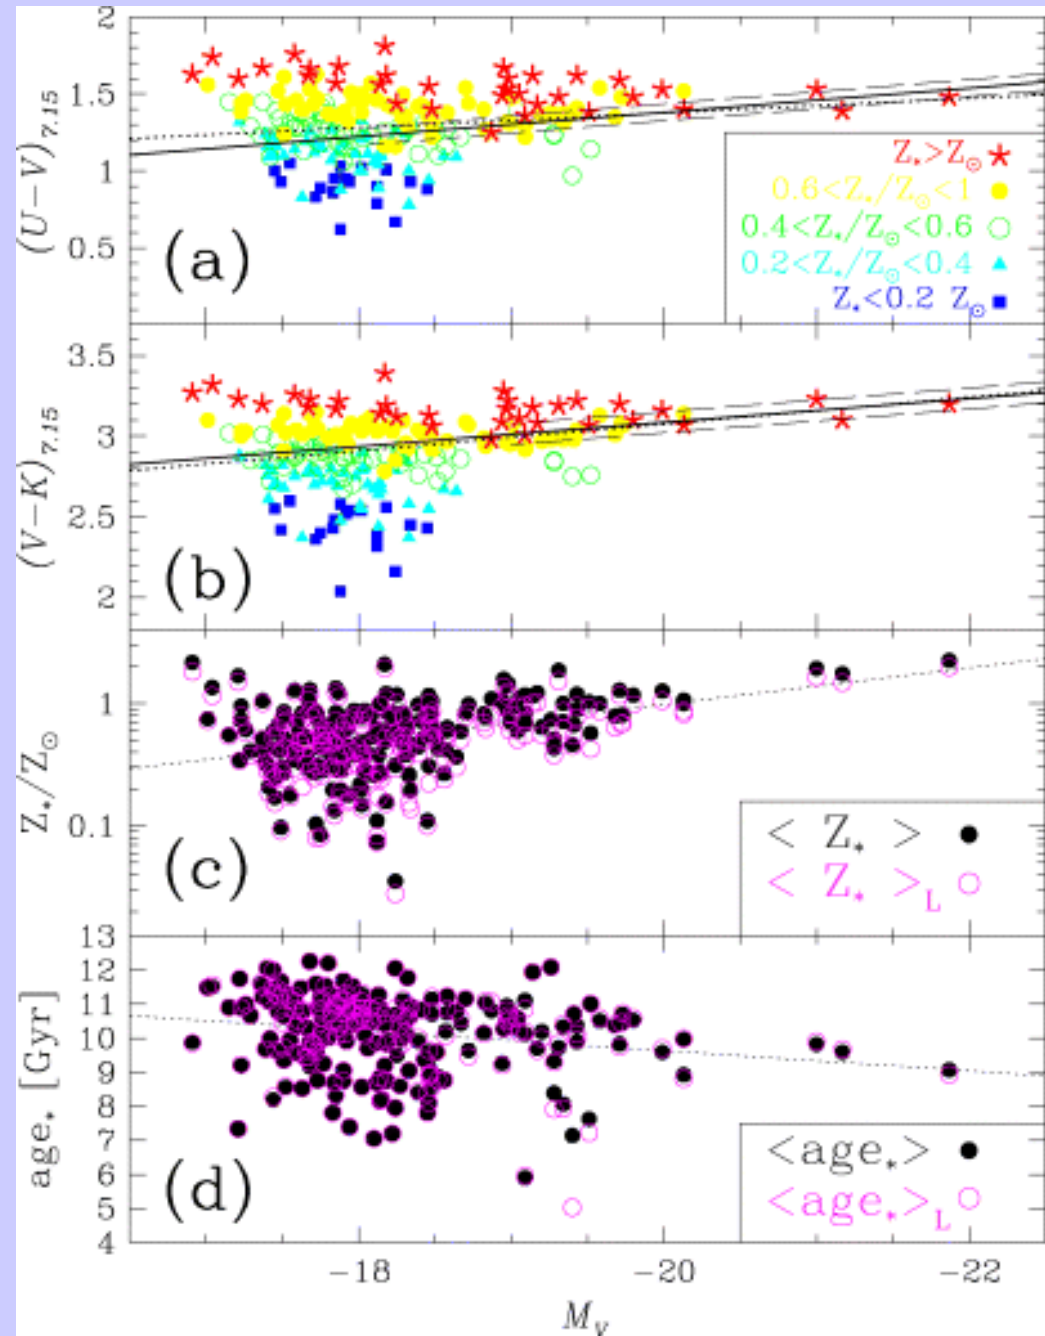 2
1.5
1
0.5
(U−V)7.15
(a)
Z*>Z⊙
0.6<Z*/Z⊙<1
0.4<Z*/Z⊙<0.6
0.2<Z*/Z⊙<0.4
Z*<0.2 Z⊙
3.5
3
2.5
2
(V−K)7.15
(b)
1
0.1
Z*/Z⊙
(c)
< Z* >
< Z* >L
13
12
11
10
9
8
7
6
5
4
age* [Gyr]
(d)
<age*>
<age*>L
−18
−20
−22
Mv